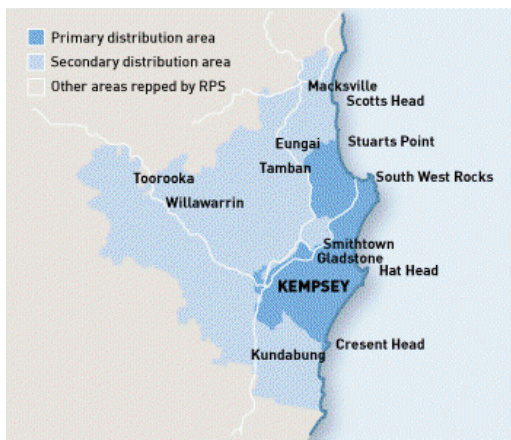 Primary distribution area
Secondary distribution area
Other areas repped by RPS
Macksville
Scotts Head
Eungai
Stuarts Point
Tamban
Toorooka
South West Rocks
Willawarrin
Smithtown
Gladstone
Hat Head
KEMPSEY
Cresent Head
Kundabung